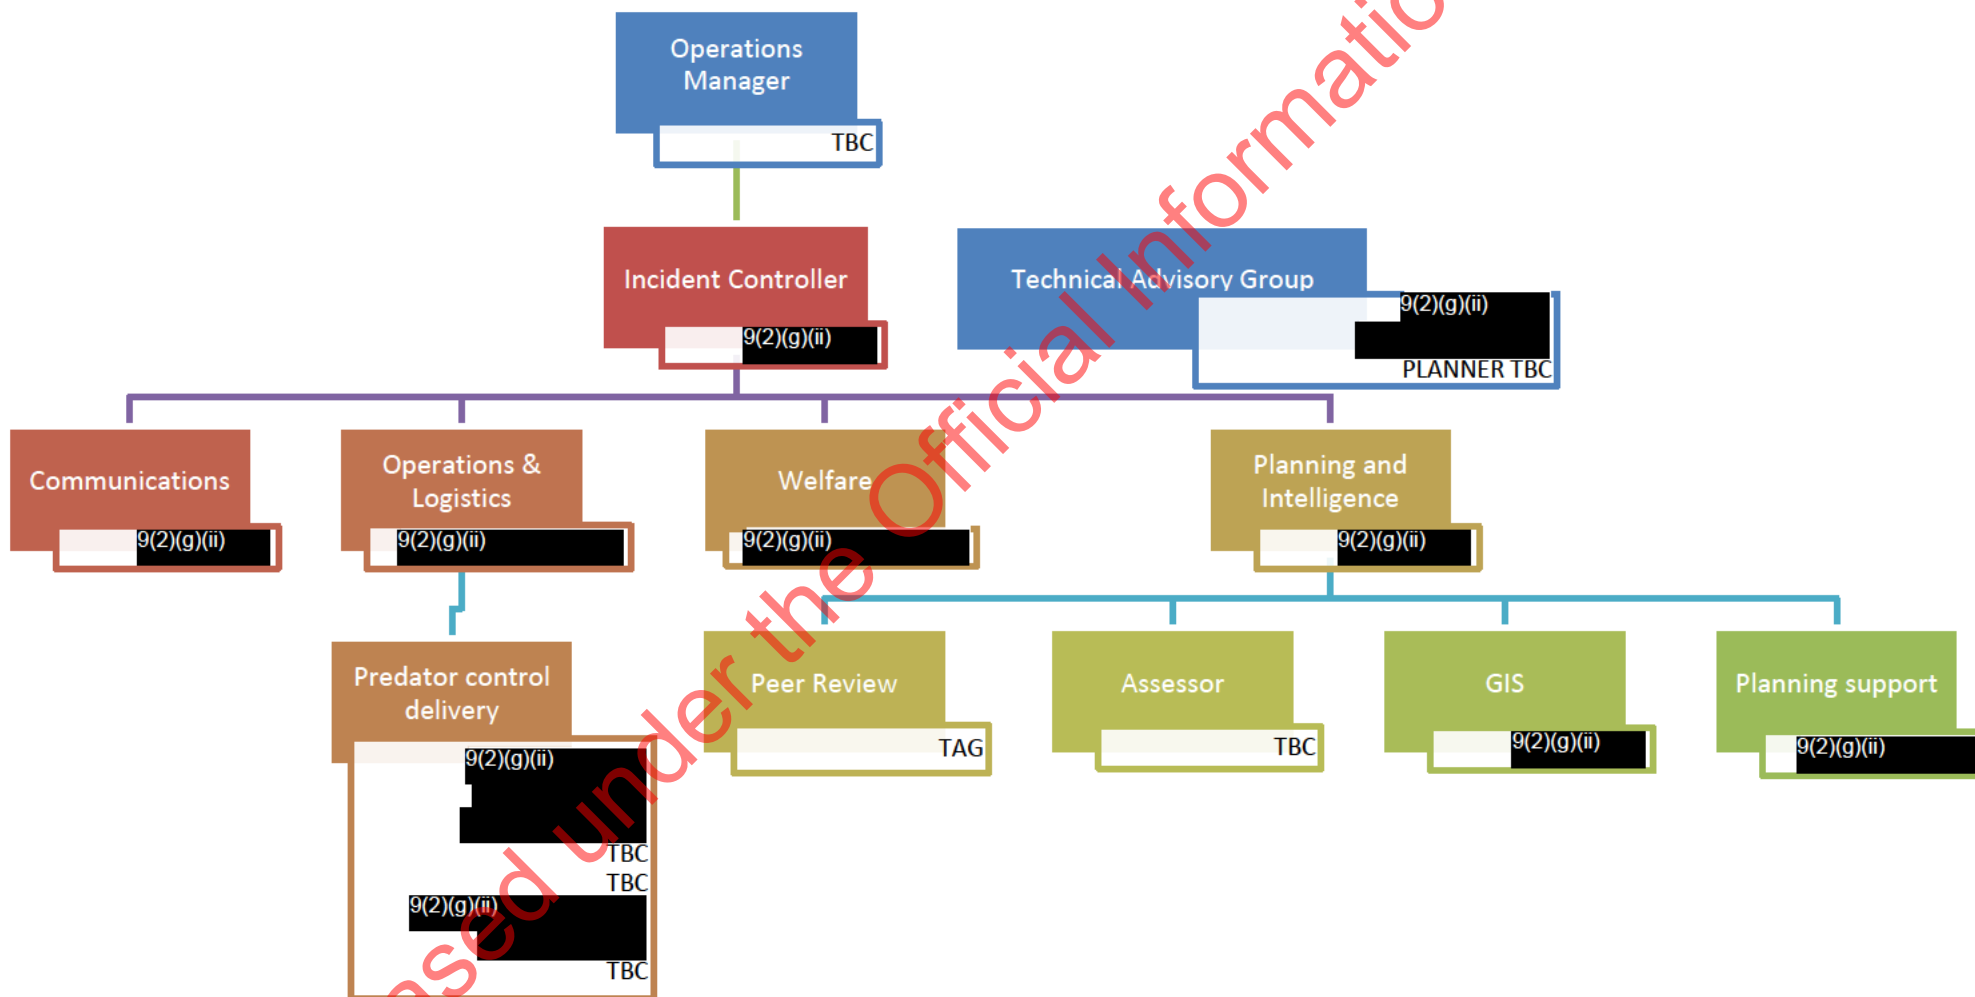 Operations
Manager
TBC
Incident Controller
9(2)(g)(ii)
Technical Advisory Group
9(2)(g)(ii)
PLANNER TBC
Communications
9(2)(g)(ii)
Operations &
Logistics
9(2)(g)(ii)
Welfare
9(2)(g)(ii)
Planning and
Intelligence
9(2)(g)(ii)
Predator control
delivery
9(2)(g)(ii)
TBC
TBC
9(2)(g)(ii)
TBC
Peer Review
TAG
Assessor
TBC
GIS
9(2)(g)(ii)
Planning support
9(2)(g)(ii)
under the Official